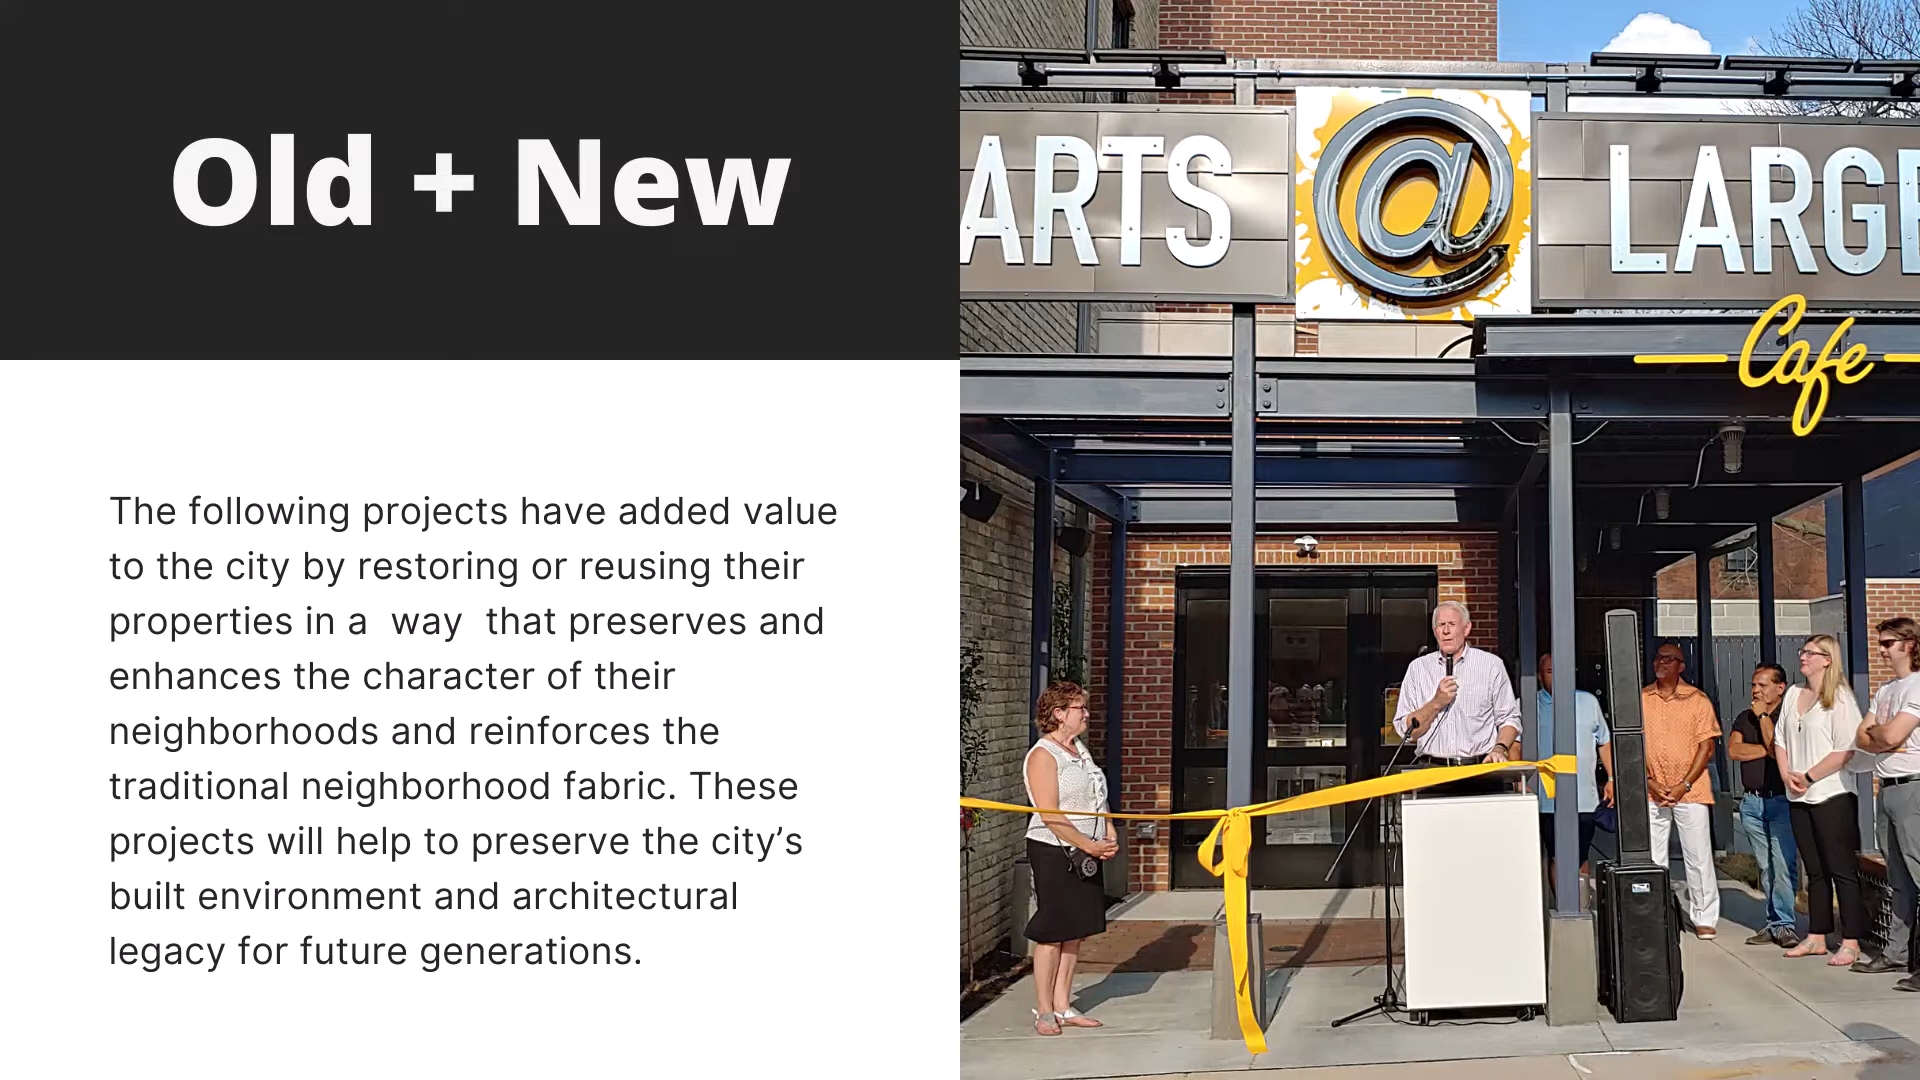 Old + New
The following projects have added value
to the city by restoring or reusing their
properties in a  way  that preserves and
enhances the character of their
neighborhoods and reinforces the
traditional neighborhood fabric. These
projects will help to preserve the city’s
built environment and architectural
legacy for future generations.
ARTS @ LARGE
Cafe